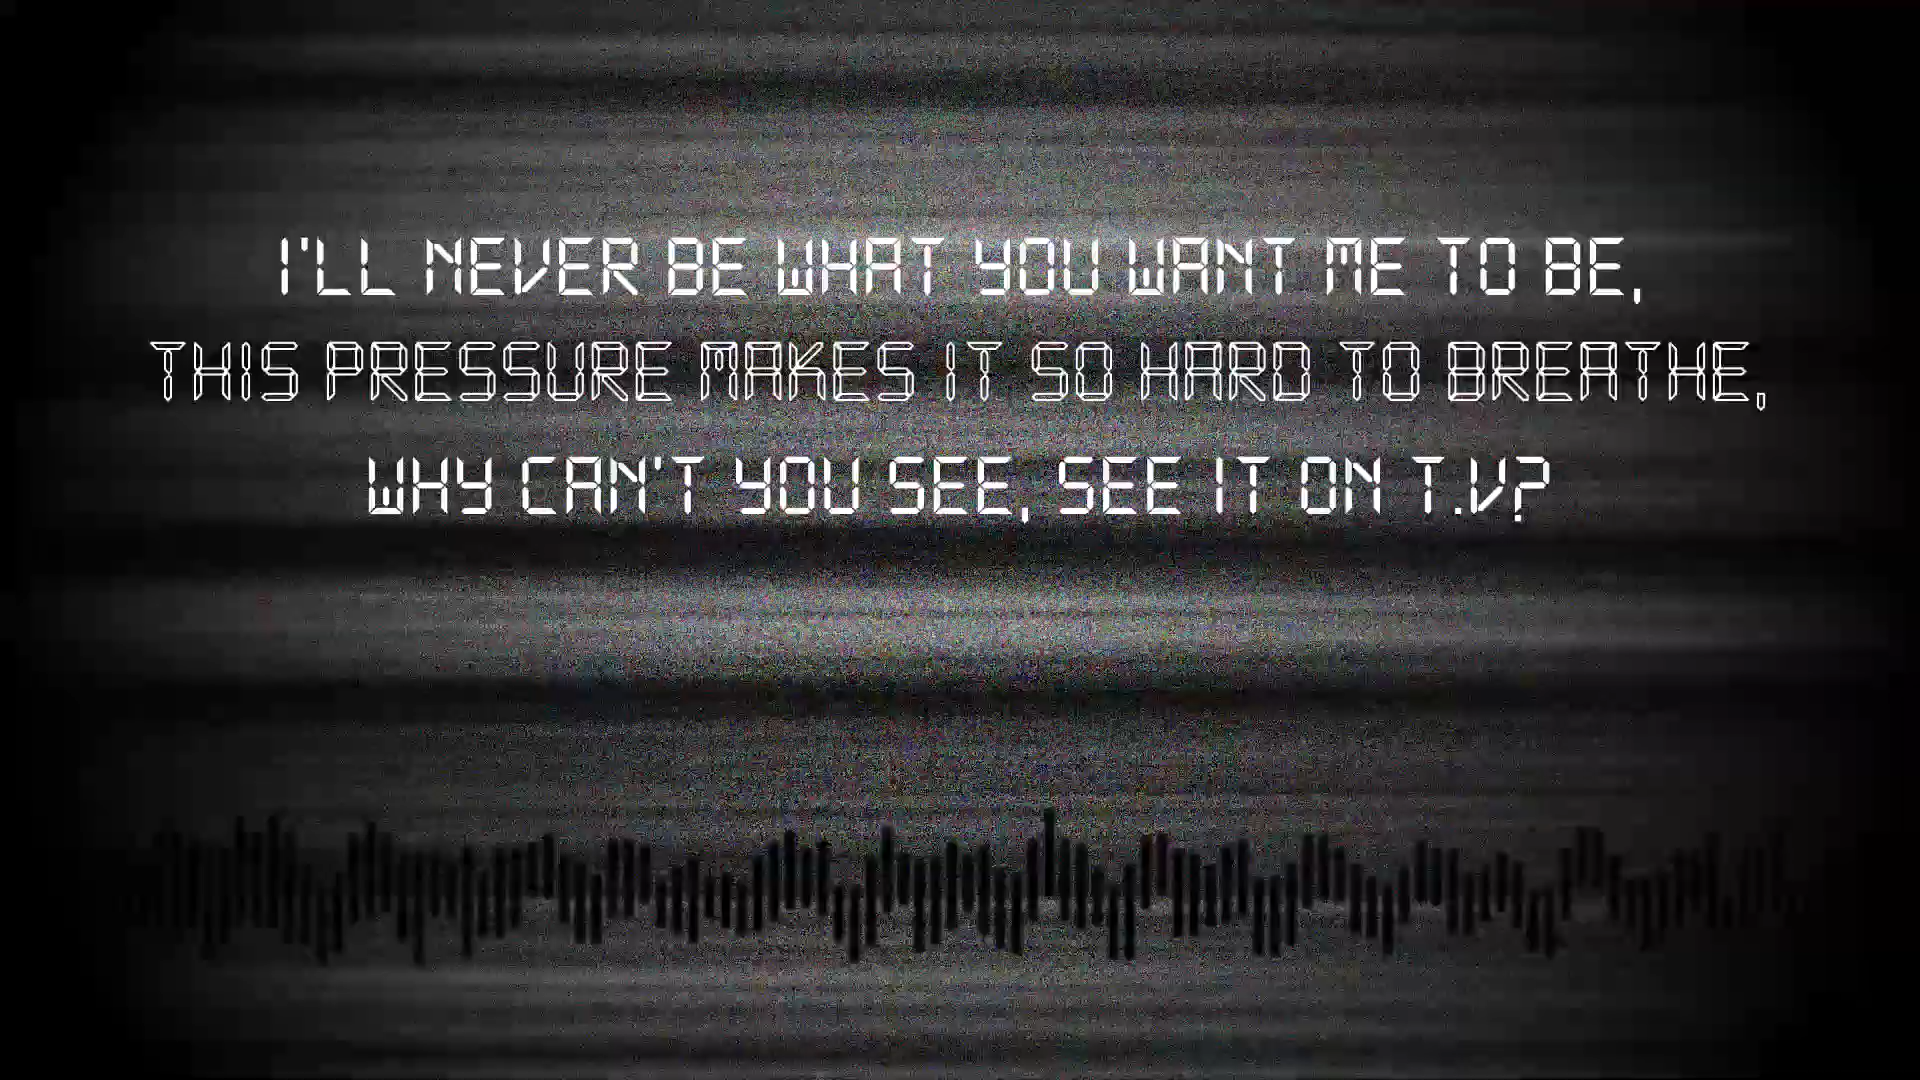 I'LL NEVER BE WHAT YOU WANT ME TO BE,
THIS PRESSURE MAKES IT SO HARD TO BREATHE,
WHY CAN'T YOU SEE, SEE IT ON T.V?